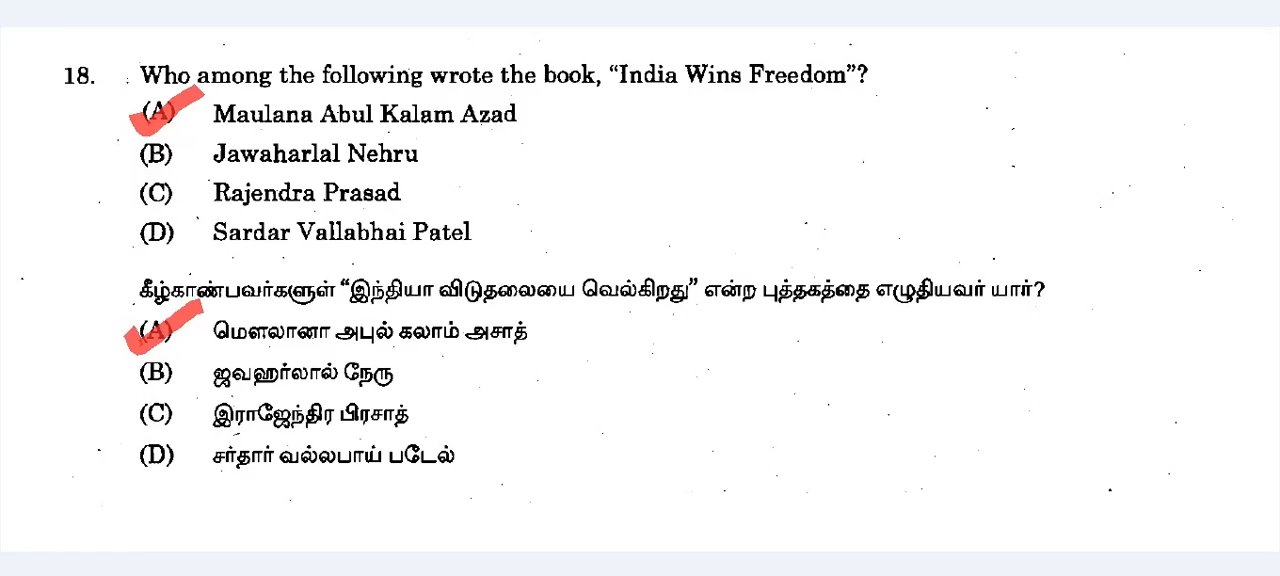 18. Who among the following wrote the book, “India Wins Freedom”?
(A) Maulana Abul Kalam Azad
(B) Jawaharlal Nehru
(C) Rajendra Prasad
(D) Sardar Vallabhai Patel
கீழ்காண்பவர்களுள் “இந்தியா விடுதலையை வெல்கிறது” என்ற புத்தகத்தை எழுதியவர் யார்?
(A) மௌலானா அபுல் கலாம் அசாத்
(B) ஜவஹர்லால் நேரு
(C) இராஜேந்திர பிரசாத்
(D) சர்தார் வல்லபாய் படேல்